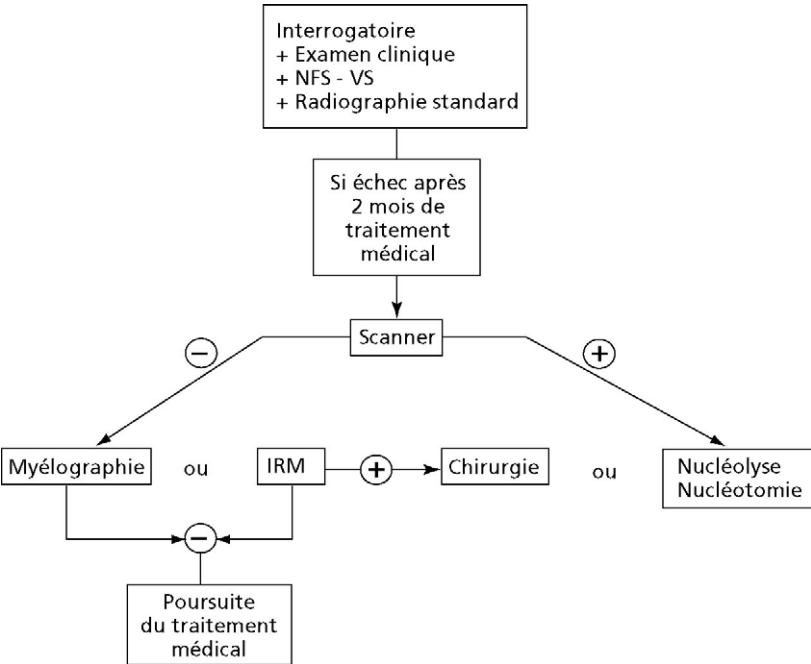 Interrogatoire
+ Examen clinique
+ NFS - VS
+ Radiographie standard
Si échec après
2 mois de
traitement
médical
Scanner
−
+
Myélographie
ou
IRM
+
Chirurgie
ou
Nucléolyse
Nucléotomie
−
Poursuite
du traitement
médical